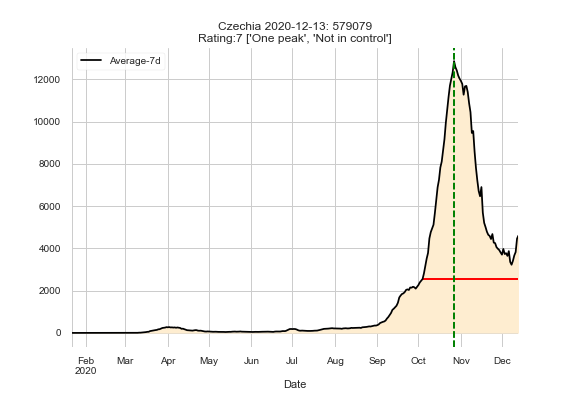 Czechia 2020-12-13: 579079
Rating:7 ['One peak', 'Not in control']
Average-7d
12000
10000
8000
6000
4000
2000
0
Feb Mar Apr May Jun Jul Aug Sep Oct Nov Dec
2020
Date